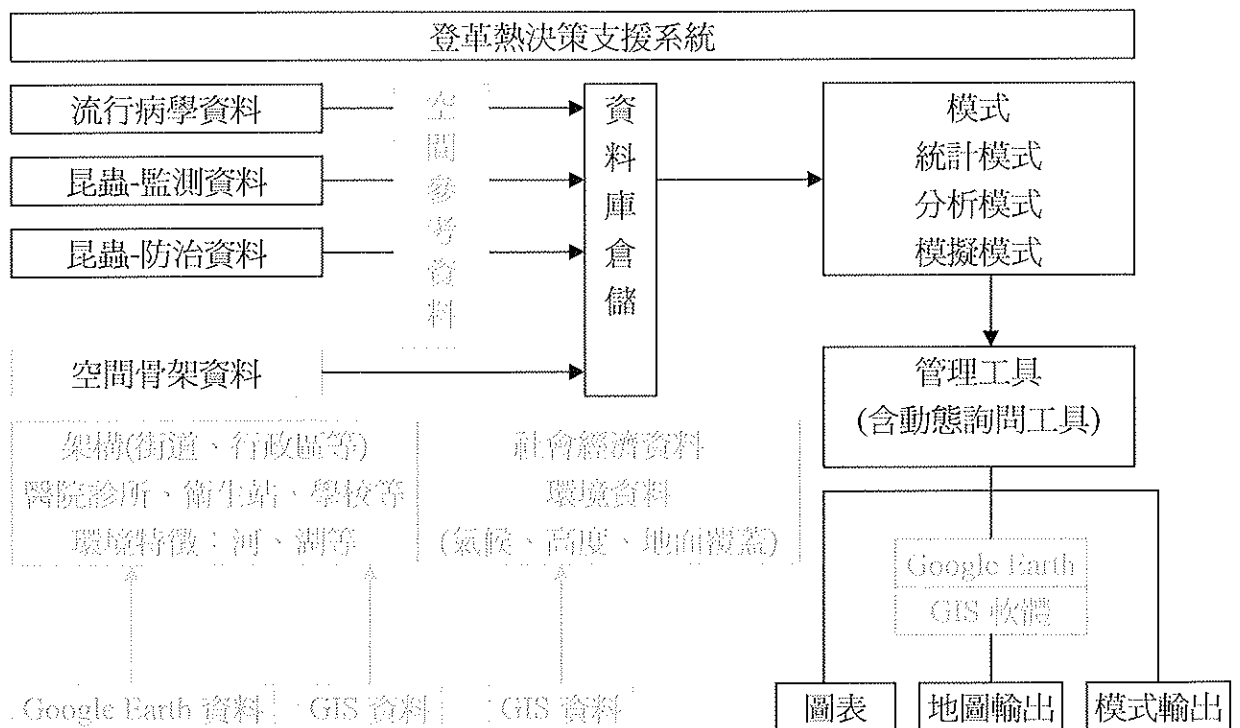 登革熱決策支援系統
流行病學資料
昆蟲-監測資料
昆蟲-防治資料
空間骨架資料
空間參考資料
資料庫倉儲
模式
統計模式
分析模式
模擬模式
管理工具
(含動態詢問工具)
架構(街道、行政區等)
醫院診所、衛生站、學校等
環境特徵：河、湖等
社會經濟資料
環境資料
(氣候、高度、地面覆蓋)
Google Earth
GIS 軟體
Google Earth 資料
GIS 資料
GIS 資料
圖表
地圖輸出
模式輸出